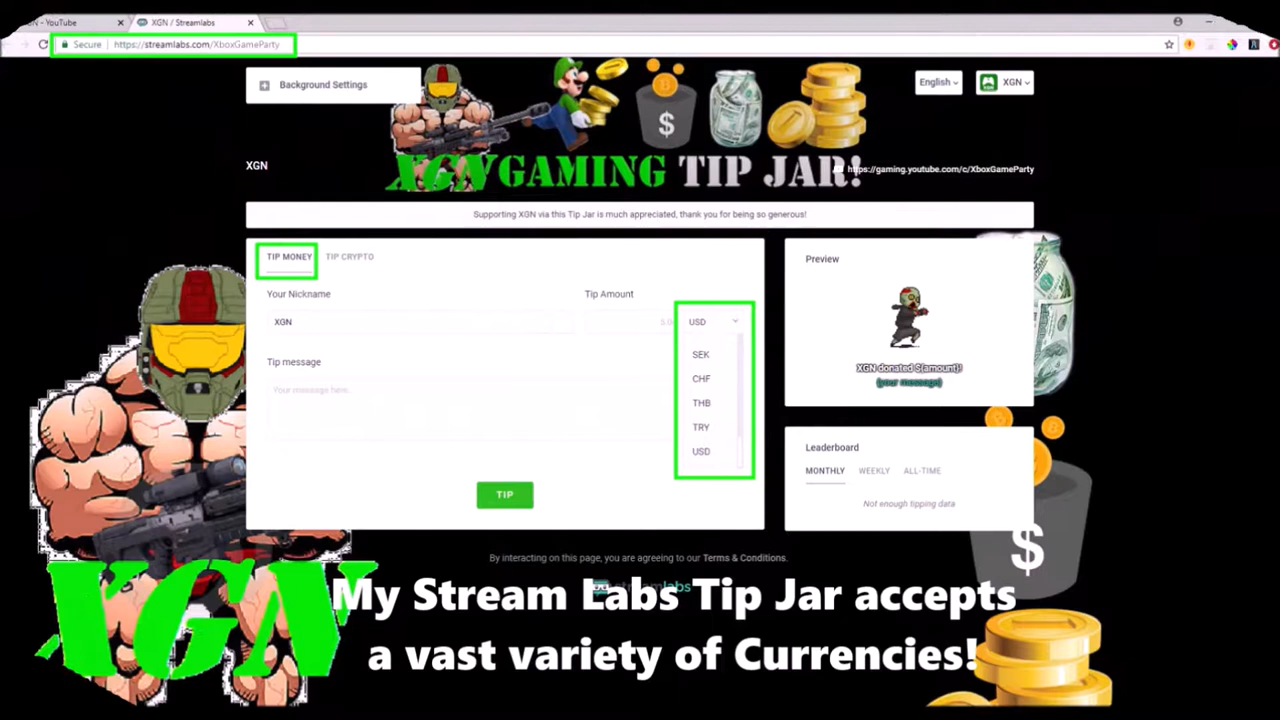 GN - YouTube
XGN / Streamlabs
Secure https://streamlabs.com/XboxGameParty
Background Settings
$
English
XGN
XGN
XGN GAMING TIP JAR!
https://gaming.youtube.com/c/XboxGameParty
Supporting XGN via this Tip Jar is much appreciated, thank you for being so generous!
TIP MONEY TIP CRYPTO
Preview
Your Nickname Tip Amount
XGN
USD
SEK
Tip message
CHF
XGN donated ${amount}!
{your message}
Your message here.
THB
TRY
USD
Leaderboard
MONTHLY WEEKLY ALL-TIME
Not enough tipping data
TIP
By interacting on this page, you are agreeing to our Terms & Conditions.
$
XGN
My Stream Labs Tip Jar accepts
a vast variety of Currencies!